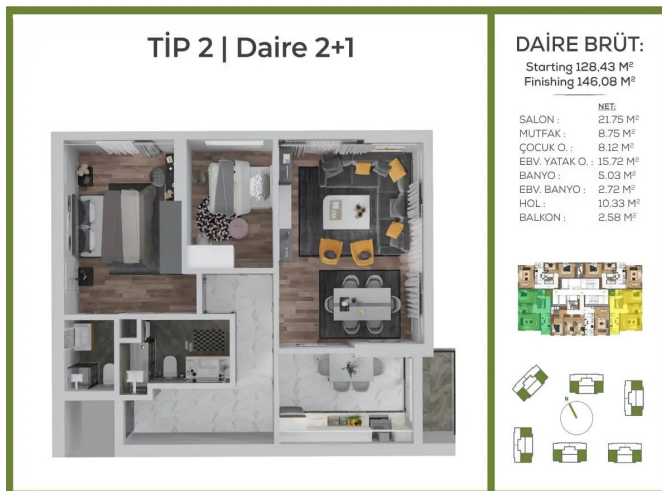 TİP 2 | Daire 2+1
DAİRE BRÜT:
Starting 128,43 M²
Finishing 146,08 M²
NET:
SALON : 21.75 M²
MUTFAK : 8.75 M²
ÇOCUK O. : 8.12 M²
EBV. YATAK O. : 15.72 M²
BANYO : 5.03 M²
EBV. BANYO : 2.72 M²
HOL : 10.33 M²
BALKON : 2.58 M²
N